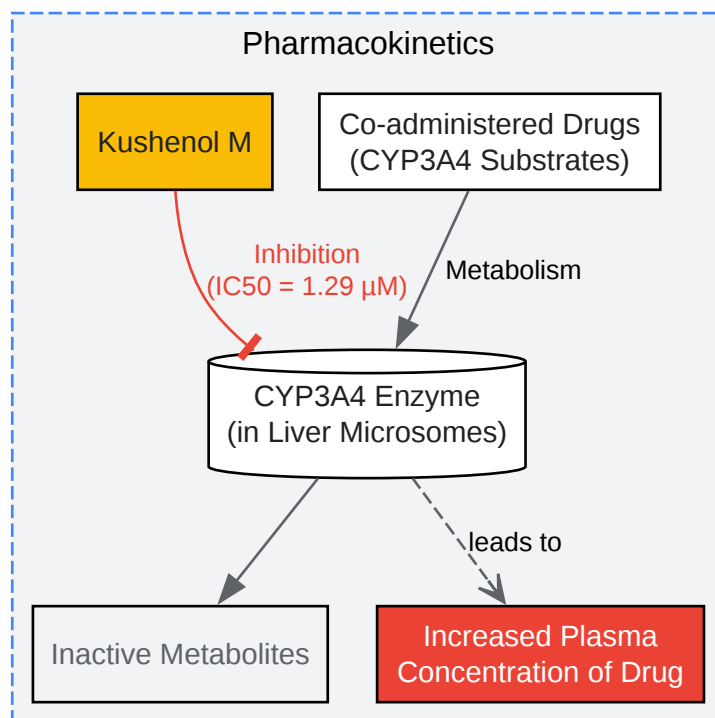 Pharmacokinetics
Kushenol M
Co-administered Drugs
(CYP3A4 Substrates)
Inhibition
(IC50 = 1.29 µM)
Metabolism
CYP3A4 Enzyme
(in Liver Microsomes)
leads to
Inactive Metabolites
Increased Plasma
Concentration of Drug